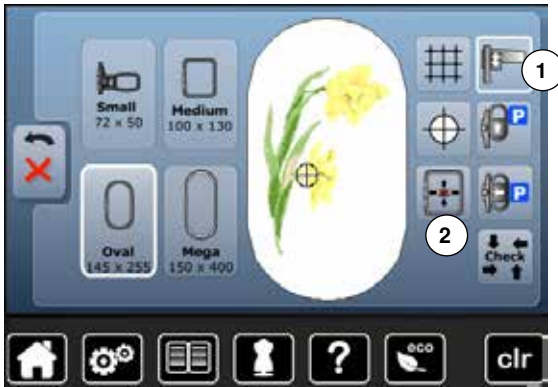 1
Small
72 x 50
Medium
100 x 130
P
P
2
Oval
145 x 255
Mega
150 x 400
Check
?
eco
clr